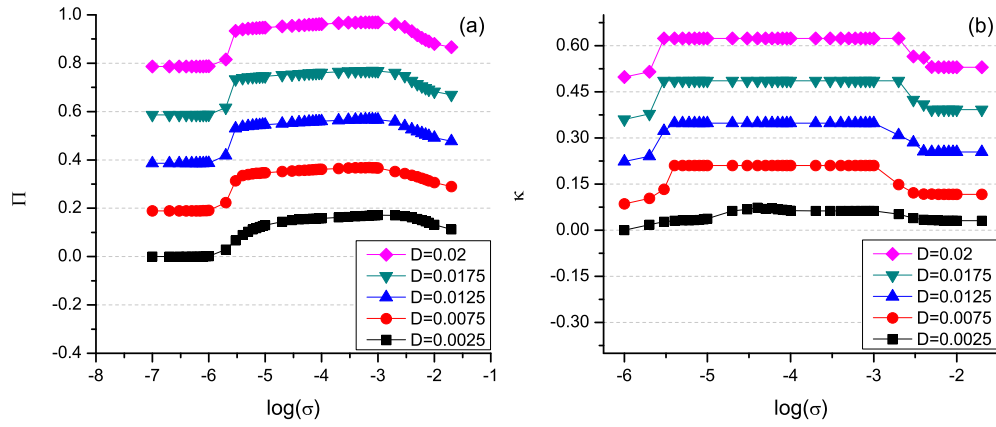 (a)
1.0
0.8
0.6
0.4
0.2
0.0
-0.2
-0.4
Π
-8
-7
-6
-5
-4
-3
-2
-1
log(σ)
D=0.02
D=0.0175
D=0.0125
D=0.0075
D=0.0025
(b)
0.60
0.45
0.30
0.15
0.00
-0.15
-0.30
κ
-6
-5
-4
-3
-2
log(σ)
D=0.02
D=0.0175
D=0.0125
D=0.0075
D=0.0025